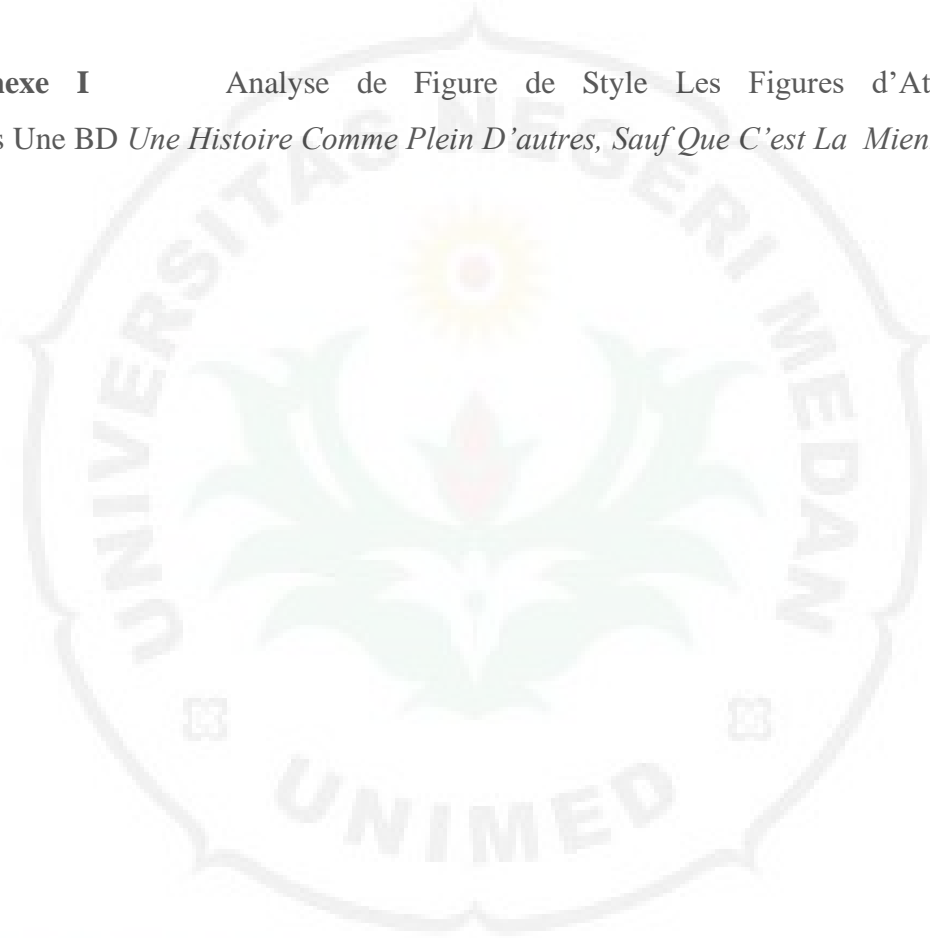 nexe I Analyse de Figure de Style Les Figures d’At
s Une BD Une Histoire Comme Plein D’autres, Sauf Que C’est La Mien
UNIVERSITAS NEGERI MEDAN
UNIMED